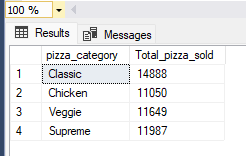 100 %
Results Messages
pizza_category Total_pizza_sold
1 Classic 14888
2 Chicken 11050
3 Veggie 11649
4 Supreme 11987